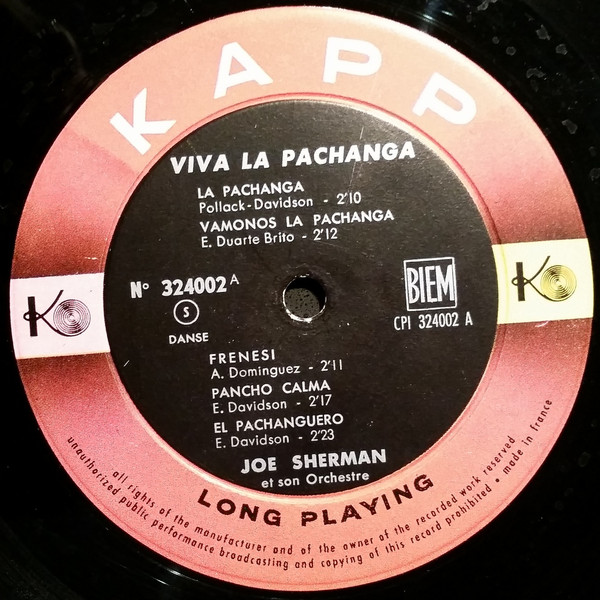 KAPP
VIVA LA PACHANGA
LA PACHANGA
Pollack-Davidson - 2'10
VAMONOS LA PACHANGA
E. Duarte Brito - 2'12
N° 324002 A
S
DANSE
BIEM
CPI 324002 A
K
K
FRENESI
A. Dominguez - 2'11
PANCHO CALMA
E. Davidson - 2'17
EL PACHANGUERO
E. Davidson - 2'23
JOE SHERMAN
et son Orchestre
LONG PLAYING
all rights of the manufacturer and of the owner of the recorded work reserved
unauthorized public performance broadcasting and copying of this record prohibited • made in france